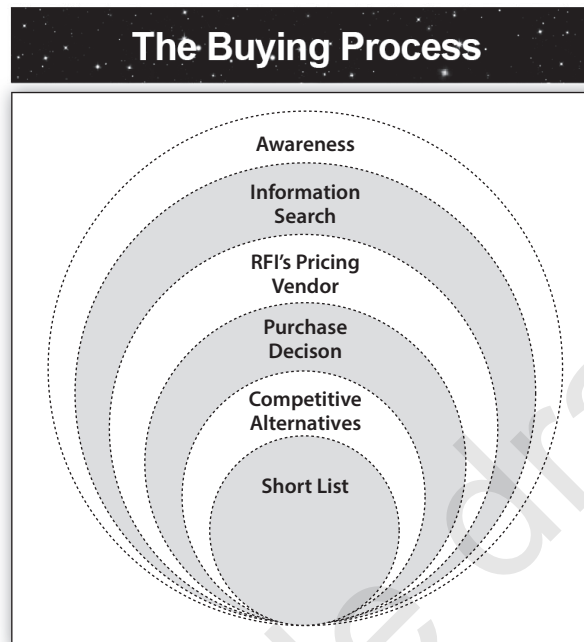 The Buying Process
Awareness
Information
Search
RFI's Pricing
Vendor
Purchase
Decison
Competitive
Alternatives
Short List